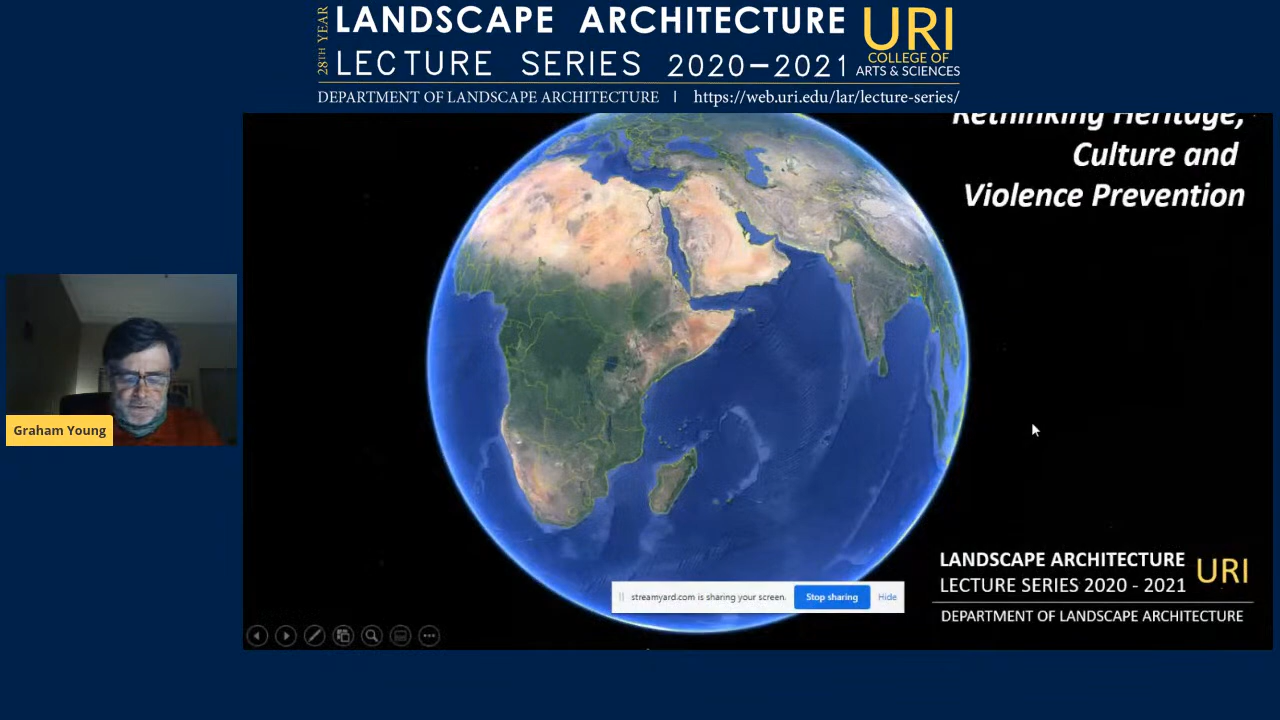 28TH YEAR
LANDSCAPE ARCHITECTURE
LECTURE SERIES 2020–2021
URI
COLLEGE OF
ARTS & SCIENCES
DEPARTMENT OF LANDSCAPE ARCHITECTURE | https://web.uri.edu/lar/lecture-series/
Rethinking Heritage,
Culture and
Violence Prevention
Graham Young
LANDSCAPE ARCHITECTURE
LECTURE SERIES 2020 - 2021
URI
DEPARTMENT OF LANDSCAPE ARCHITECTURE
streamyard.com is sharing your screen.
Stop sharing
Hide